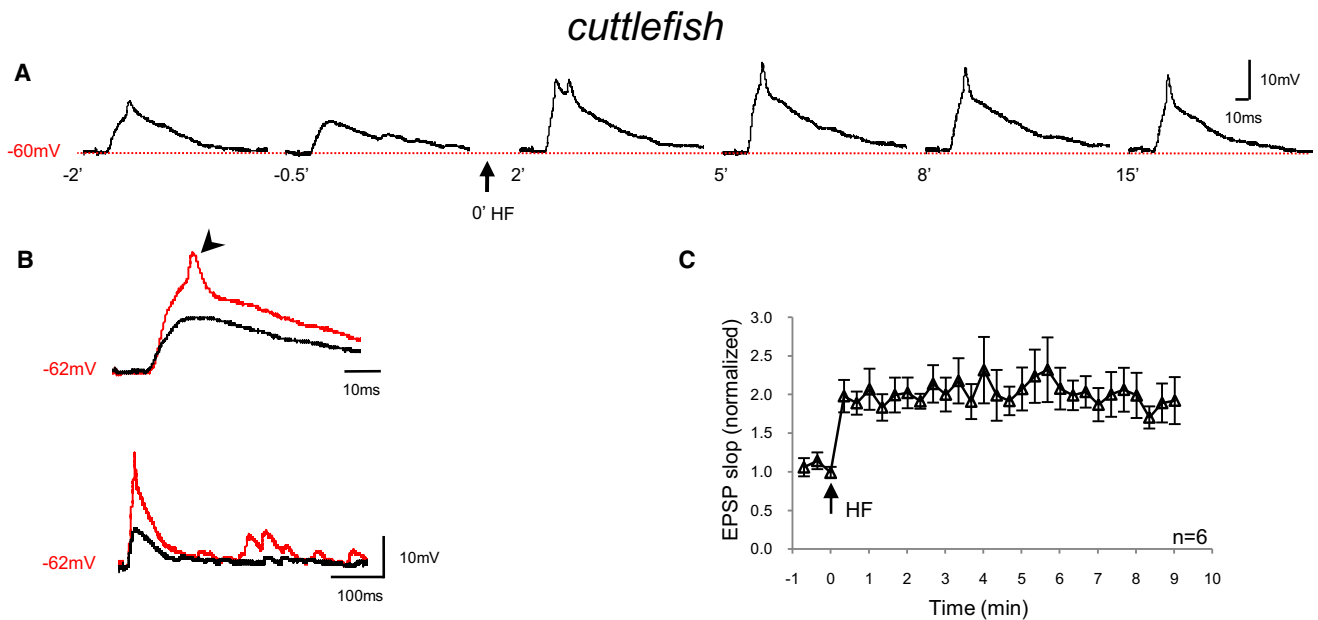 cuttlefish
A
10mV
10ms
-60mV
-2’ -0.5’ 2’ 5’ 8’ 15’
0’ HF
B
-62mV
10ms
-62mV
10mV
100ms
C
EPSP slop (normalized)
3.0
2.5
2.0
1.5
1.0
0.5
0.0
HF
n=6
-1 0 1 2 3 4 5 6 7 8 9 10
Time (min)